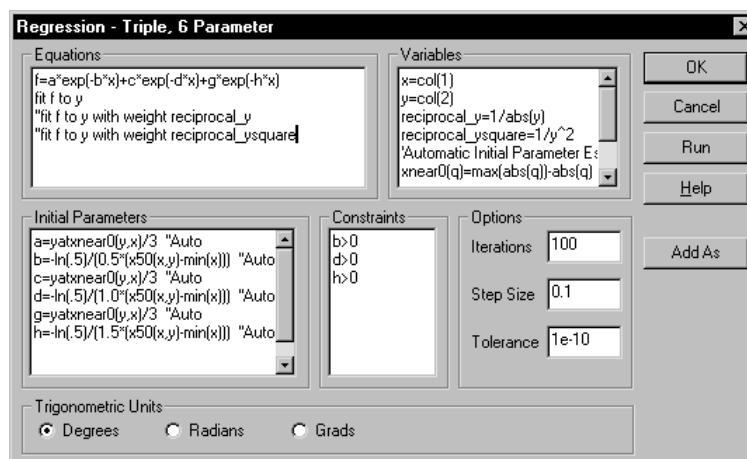 Regression - Triple, 6 Parameter
Equations
f=a*exp(-b*x)+c*exp(-d*x)+g*exp(-h*x)
fit f to y
"fit f to y with weight reciprocal_y
"fit f to y with weight reciprocal_ysquare
Variables
x=col(1)
y=col(2)
reciprocal_y=1/abs(y)
reciprocal_ysquare=1/y^2
'Automatic Initial Parameter Es
xnear0(q)=max(abs(q))-abs(q)
OK
Cancel
Run
Help
Add As
Initial Parameters
a=yatxnear0(y,x)/3 "Auto
b=-ln(.5)/(0.5*(x50(x,y)-min(x))) "Auto
c=yatxnear0(y,x)/3 "Auto
d=-ln(.5)/(1.0*(x50(x,y)-min(x))) "Auto
g=yatxnear0(y,x)/3 "Auto
h=-ln(.5)/(1.5*(x50(x,y)-min(x))) "Auto
Constraints
b>0
d>0
h>0
Options
Iterations 100
Step Size 0.1
Tolerance 1e-10
Trigonometric Units
Degrees Radians Grads